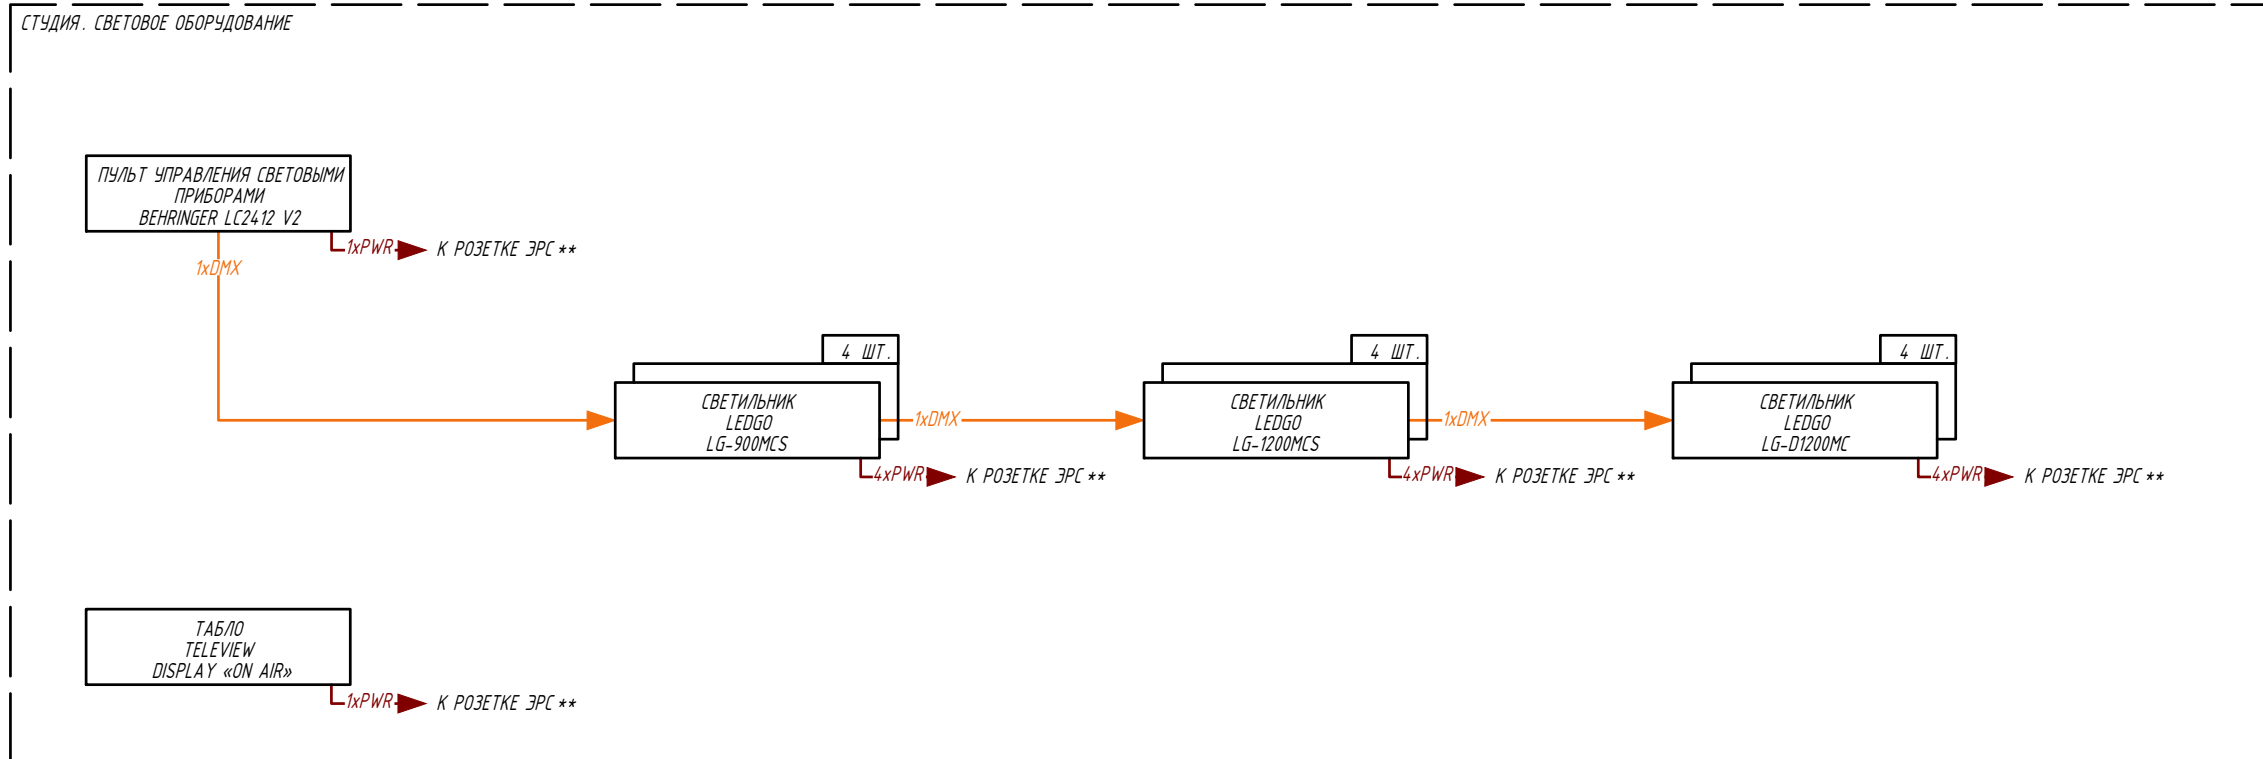 СТУДИЯ. СВЕТОВОЕ ОБОРУДОВАНИЕ
ПУЛЬТ УПРАВЛЕНИЯ СВЕТОВЫМИ
ПРИБОРАМИ
BEHRINGER LC2412 V2
1xPWR
К РОЗЕТКЕ ЭРС **
1xDMX
4 ШТ.
СВЕТИЛЬНИК
LEDGO
LG-900MCS
1xDMX
4xPWR
К РОЗЕТКЕ ЭРС **
4 ШТ.
СВЕТИЛЬНИК
LEDGO
LG-1200MCS
1xDMX
4xPWR
К РОЗЕТКЕ ЭРС **
4 ШТ.
СВЕТИЛЬНИК
LEDGO
LG-D1200MC
4xPWR
К РОЗЕТКЕ ЭРС **
ТАБЛО
TELEVIEW
DISPLAY «ON AIR»
1xPWR
К РОЗЕТКЕ ЭРС **